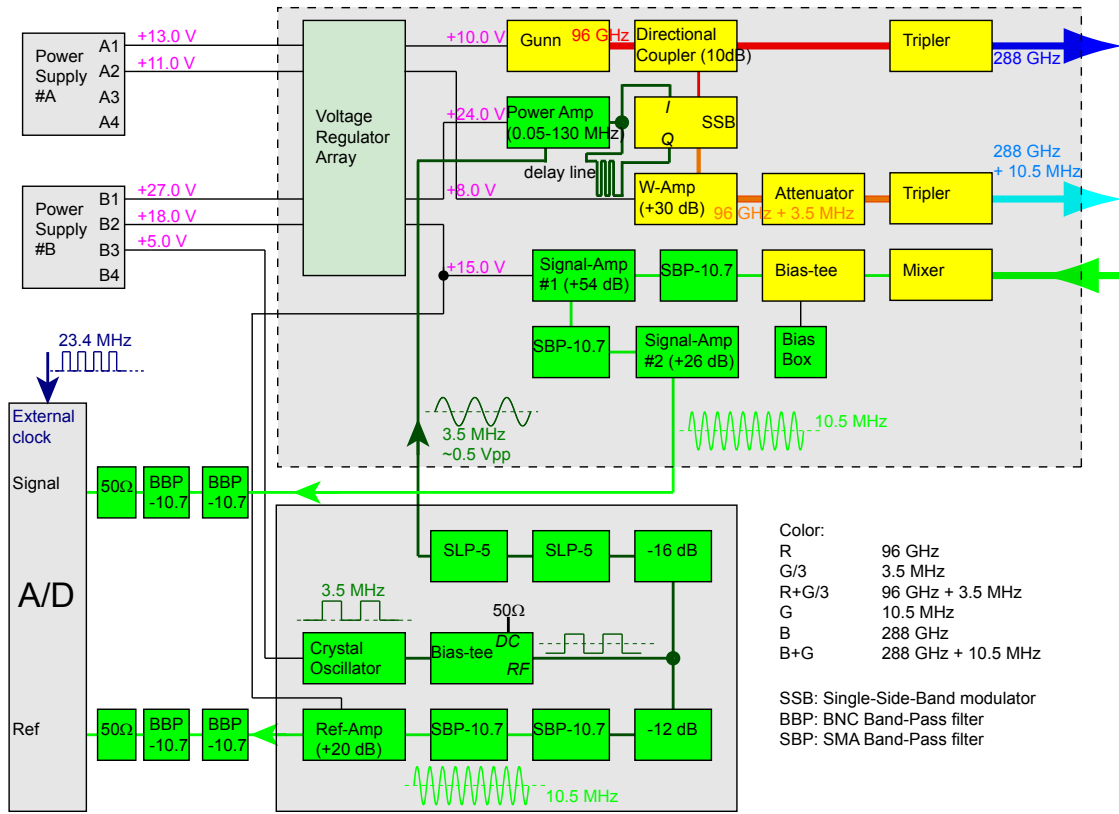 Power
Supply
#A
A1
A2
A3
A4
+13.0 V
+11.0 V
Power
Supply
#B
B1
B2
B3
B4
+27.0 V
+18.0 V
+5.0 V
Voltage
Regulator
Array
+10.0 V
+24.0 V
+8.0 V
+15.0 V
Gunn
96 GHz
Directional
Coupler (10dB)
Tripler
288 GHz
Power Amp
(0.05-130 MHz)
delay line
I
Q
SSB
W-Amp
(+30 dB)
96 GHz + 3.5 MHz
Attenuator
Tripler
288 GHz
+ 10.5 MHz
Signal-Amp
#1 (+54 dB)
SBP-10.7
Bias-tee
Mixer
SBP-10.7
Signal-Amp
#2 (+26 dB)
Bias
Box
3.5 MHz
~0.5 Vpp
10.5 MHz
23.4 MHz
External
clock
Signal
A/D
Ref
50Ω
BBP
-10.7
BBP
-10.7
SLP-5
SLP-5
-16 dB
3.5 MHz
Crystal
Oscillator
50Ω
Bias-tee
DC
RF
50Ω
BBP
-10.7
BBP
-10.7
Ref-Amp
(+20 dB)
SBP-10.7
SBP-10.7
-12 dB
10.5 MHz
Color:
R 96 GHz
G/3 3.5 MHz
R+G/3 96 GHz + 3.5 MHz
G 10.5 MHz
B 288 GHz
B+G 288 GHz + 10.5 MHz
SSB: Single-Side-Band modulator
BBP: BNC Band-Pass filter
SBP: SMA Band-Pass filter